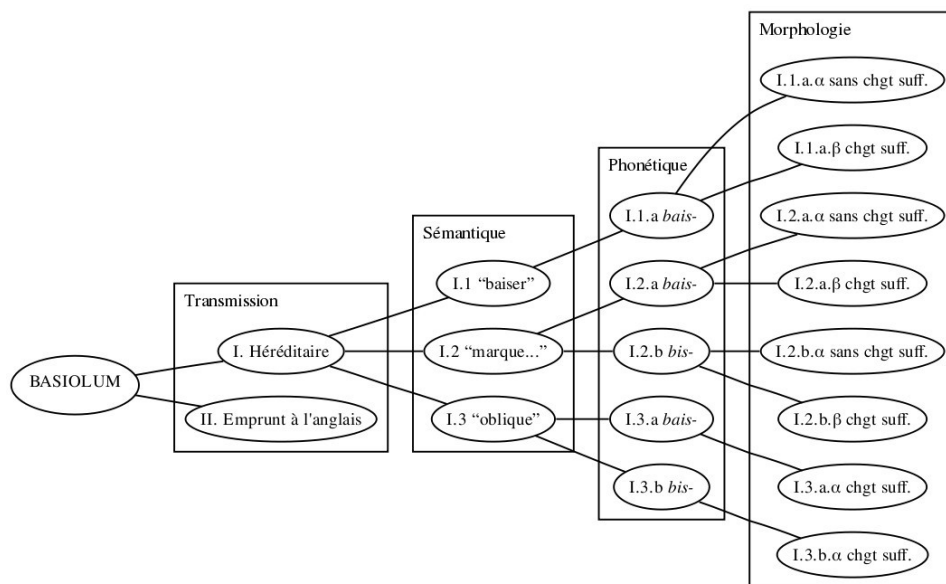 Morphologie
I.1.a.α sans chgt suff.
I.1.a.β chgt suff.
Phonétique
I.1.a bais-
I.2.a.α sans chgt suff.
Sémantique
I.1 “baiser”
I.2.a bais-
I.2.a.β chgt suff.
Transmission
I. Héréditaire
I.2 “marque...”
I.2.b bis-
I.2.b.α sans chgt suff.
BASIOLUM
II. Emprunt à l'anglais
I.3 “oblique”
I.3.a bais-
I.2.b.β chgt suff.
I.3.b bis-
I.3.a.α chgt suff.
I.3.b.α chgt suff.